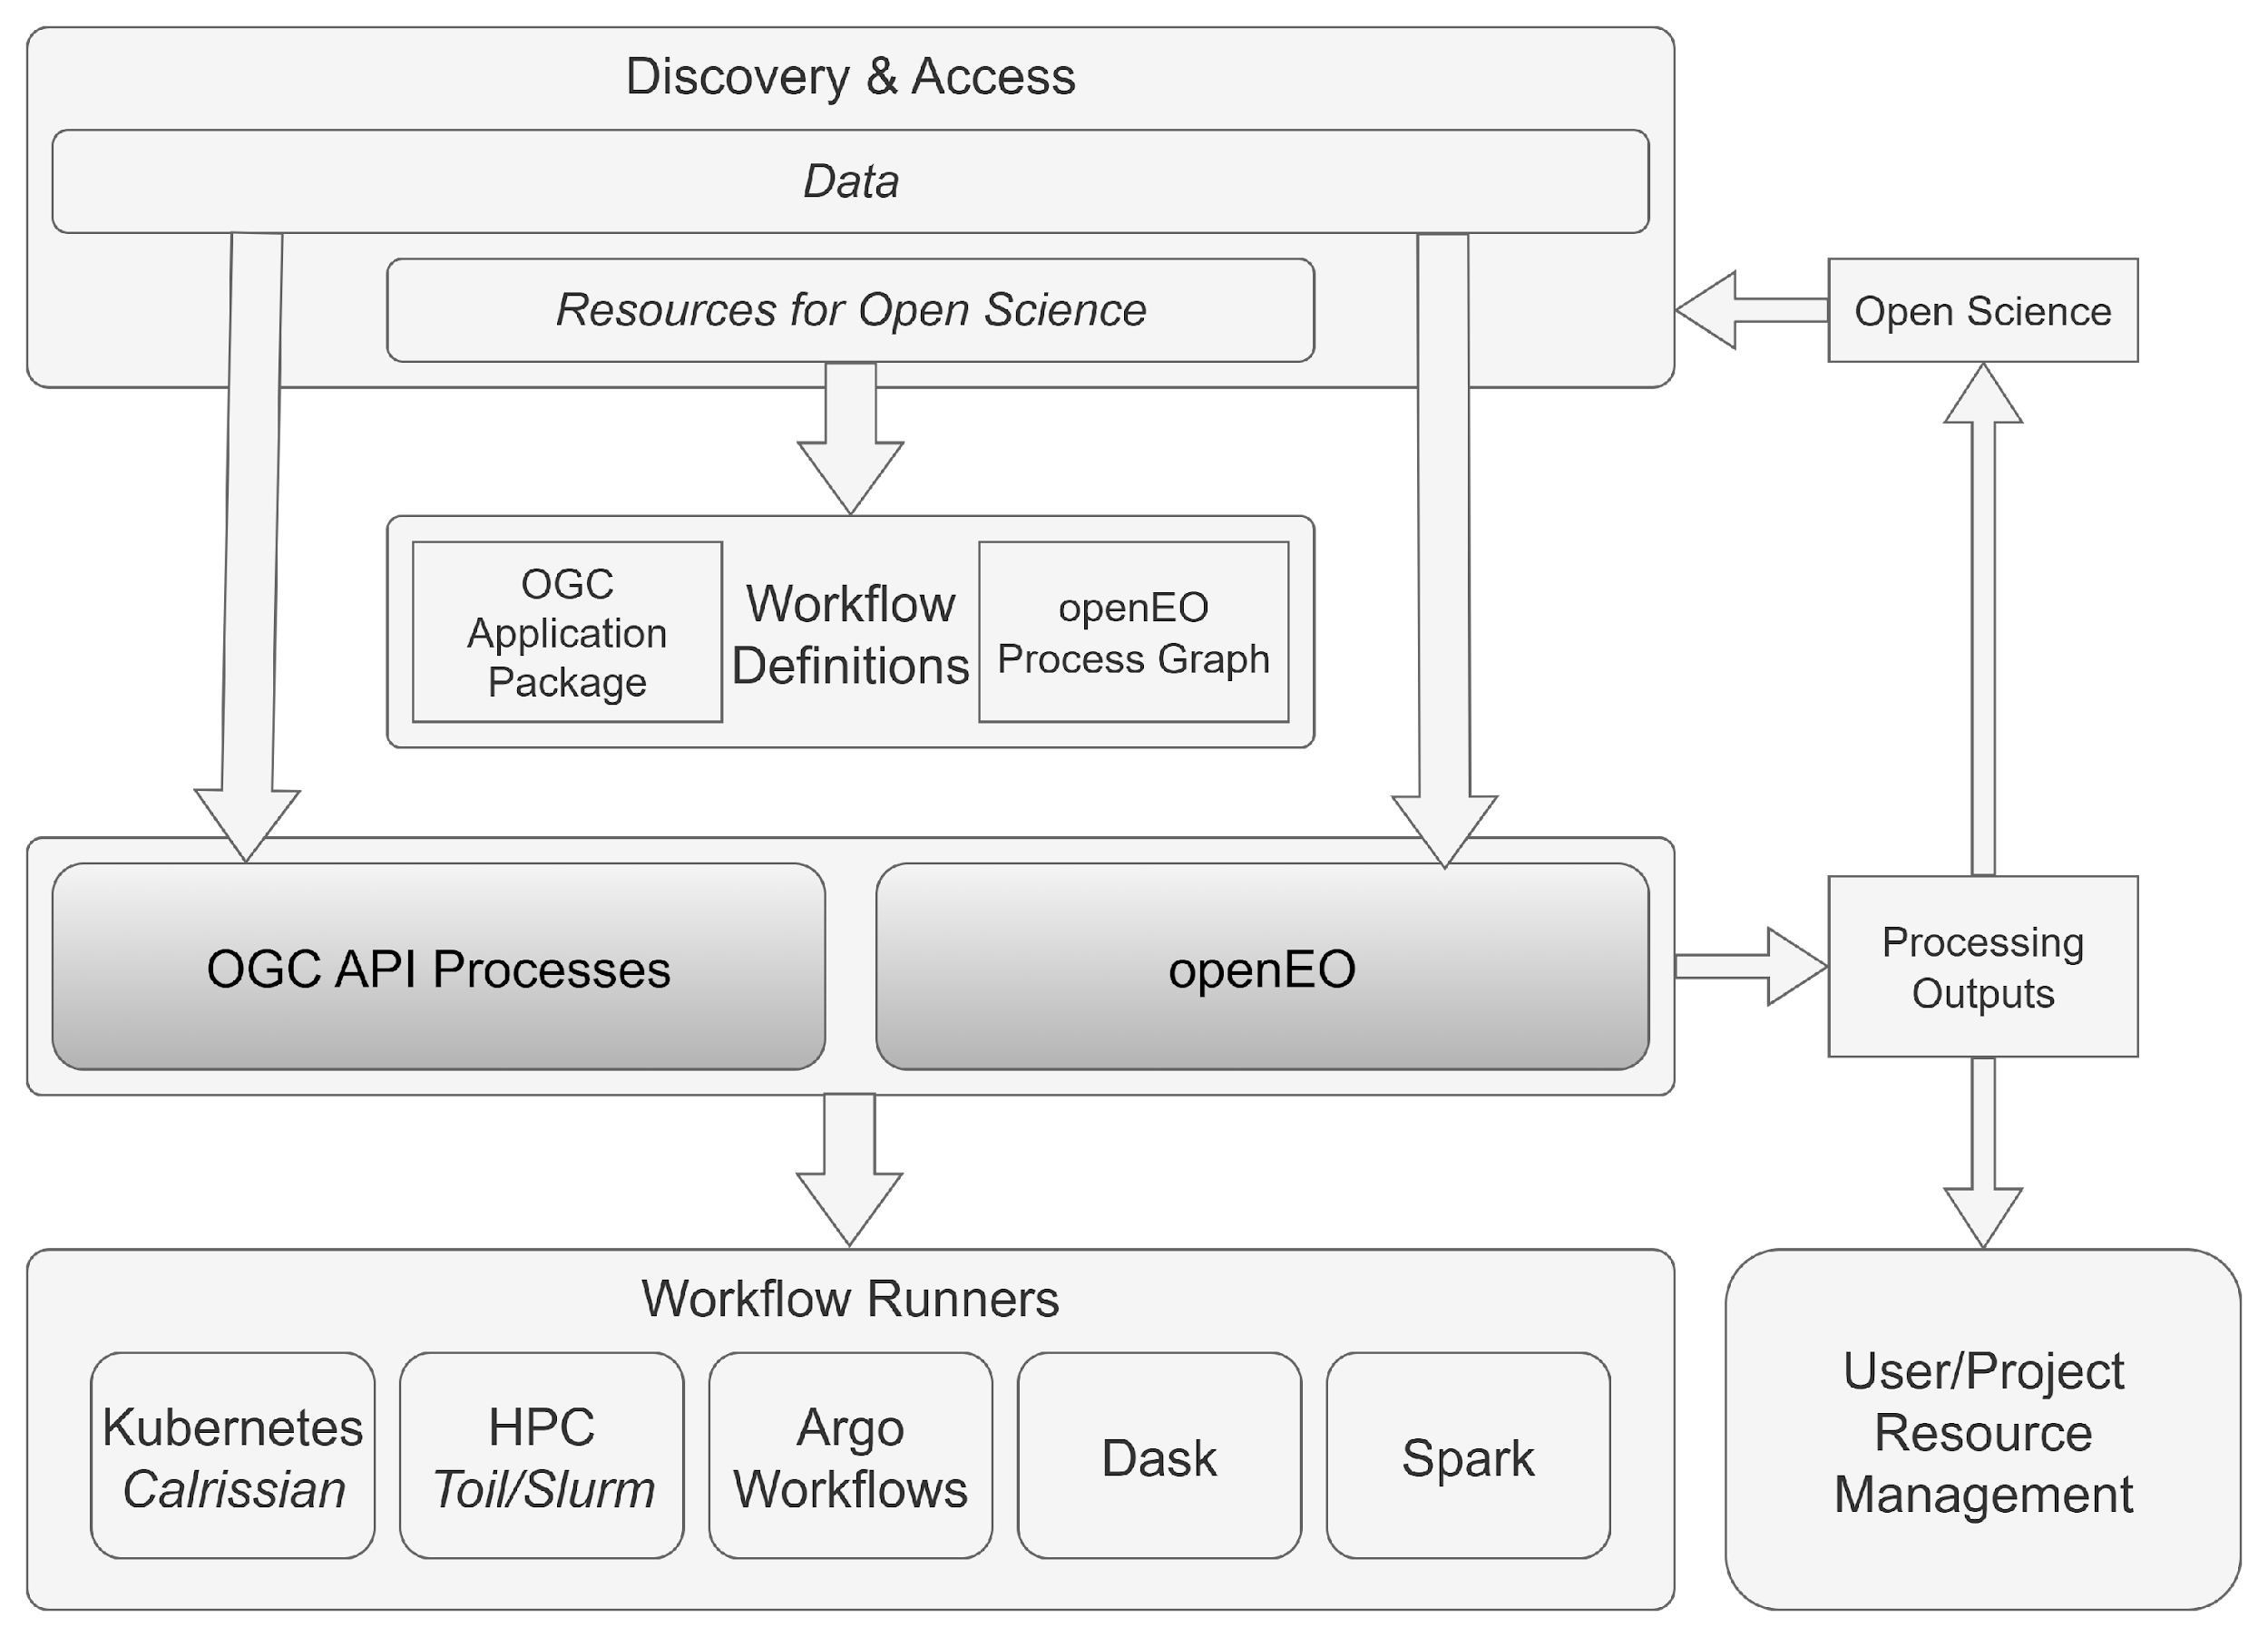 Discovery & Access
Data
Resources for Open Science
Open Science
OGC
Application
Package
Workflow
Definitions
openEO
Process Graph
OGC API Processes
openEO
Processing
Outputs
Workflow Runners
Kubernetes
Calrissian
HPC
Toil/Slurm
Argo
Workflows
Dask
Spark
User/Project
Resource
Management